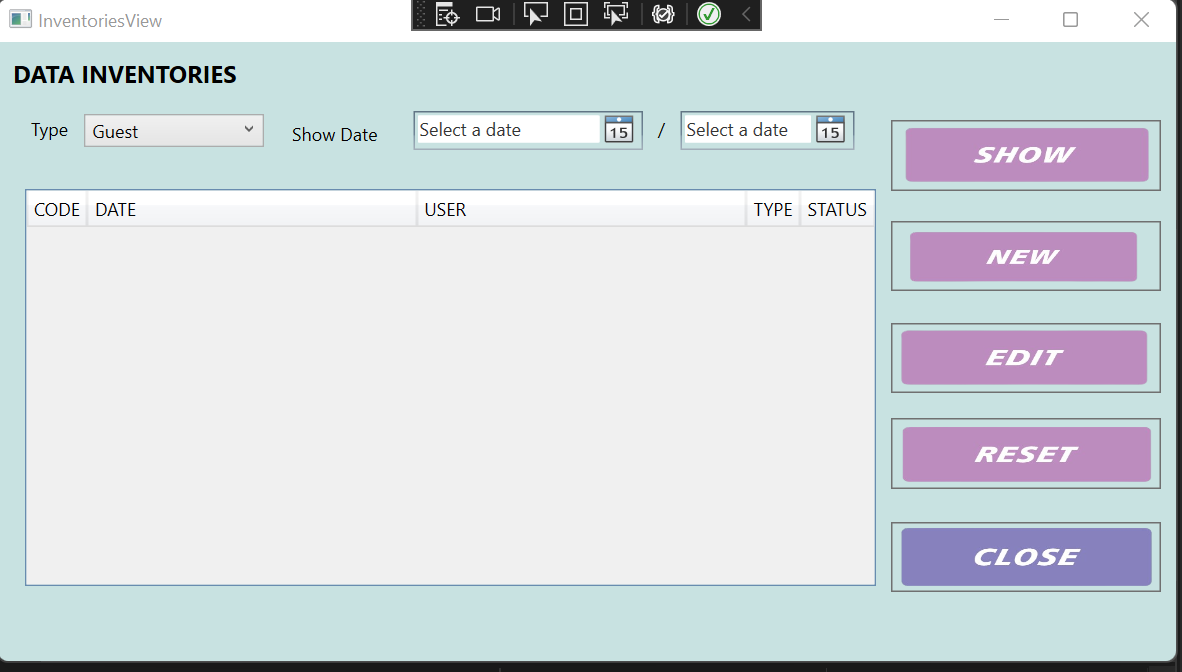 InventoriesView
DATA INVENTORIES
Type Guest Show Date Select a date 15 / Select a date 15
CODE DATE USER TYPE STATUS
SHOW
NEW
EDIT
RESET
CLOSE